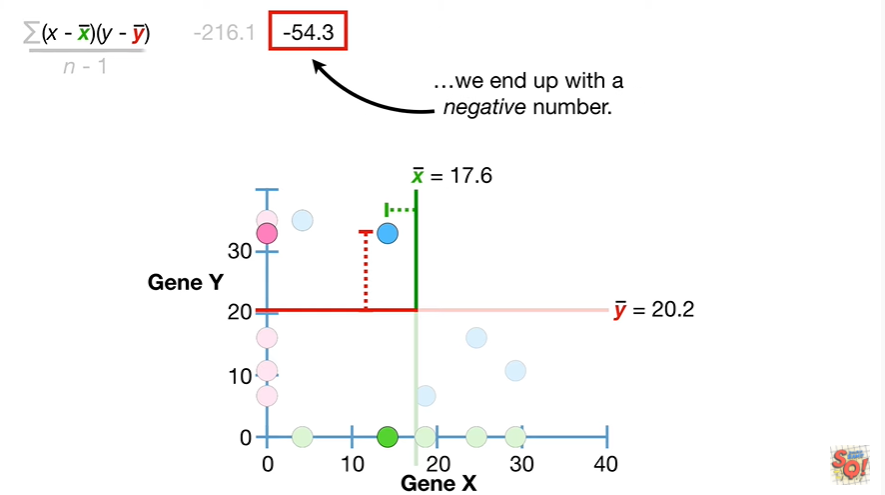 ∑(x - x̄)(y - ȳ)
n - 1
-216.1
-54.3
…we end up with a
negative number.
x̄ = 17.6
30
Gene Y
20
ȳ = 20.2
10
0
0 10 20 30 40
Gene X
SQ!